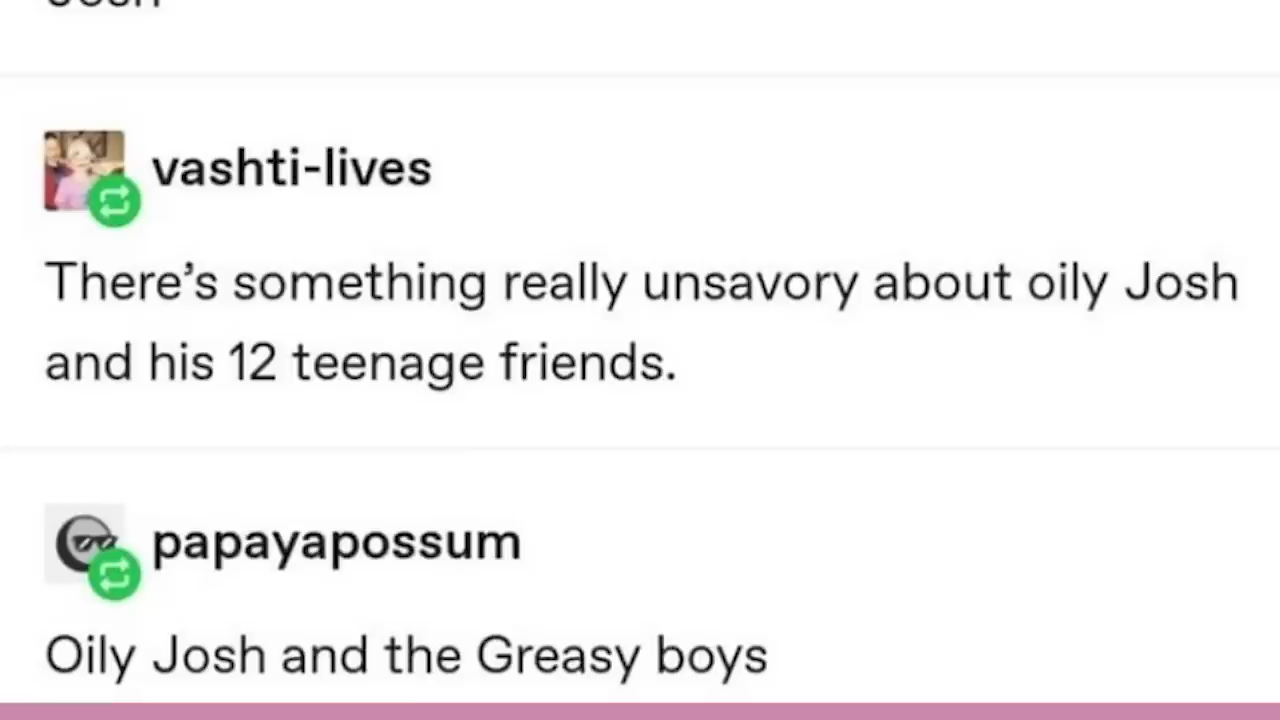 vashti-lives
There's something really unsavory about oily Josh
and his 12 teenage friends.
papayapossum
Oily Josh and the Greasy boys